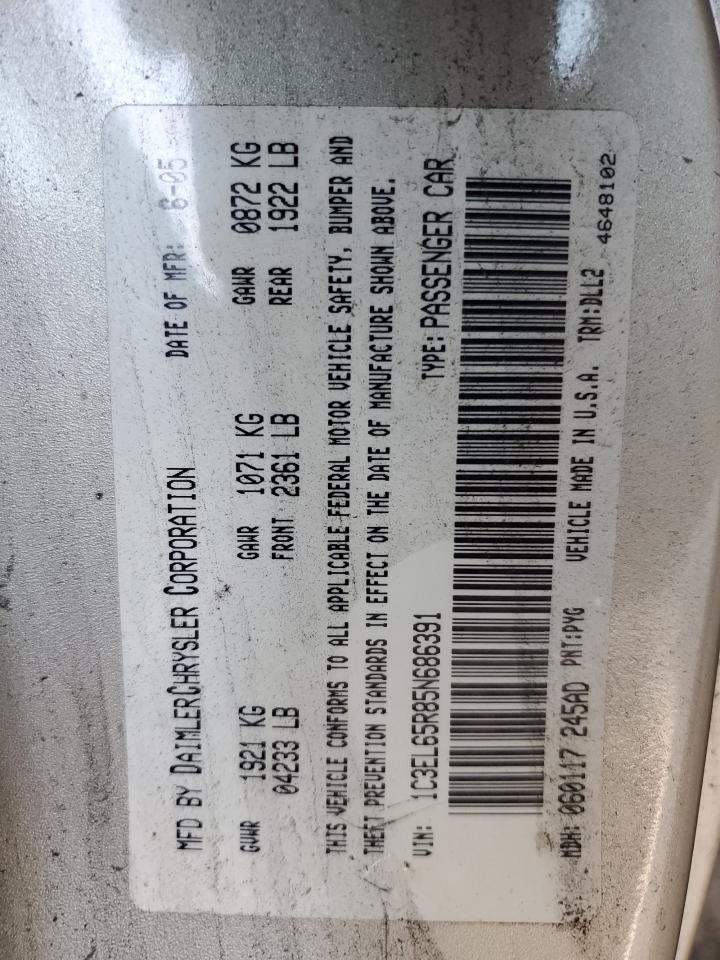 MFD BY DAIMLERCHRYSLER CORPORATION DATE OF MFR: 6-05
GVWR 1921 KG GAWR 1071 KG GAWR 0872 KG
04233 LB FRONT 2361 LB REAR 1922 LB
THIS VEHICLE CONFORMS TO ALL APPLICABLE FEDERAL MOTOR VEHICLE SAFETY, BUMPER AND
THEFT PREVENTION STANDARDS IN EFFECT ON THE DATE OF MANUFACTURE SHOWN ABOVE.
VIN: 1C3EL65R85N686391 TYPE: PASSENGER CAR
MDH: 060117 245AD PNT:PYG VEHICLE MADE IN U.S.A. TRM:DLL2
4648102